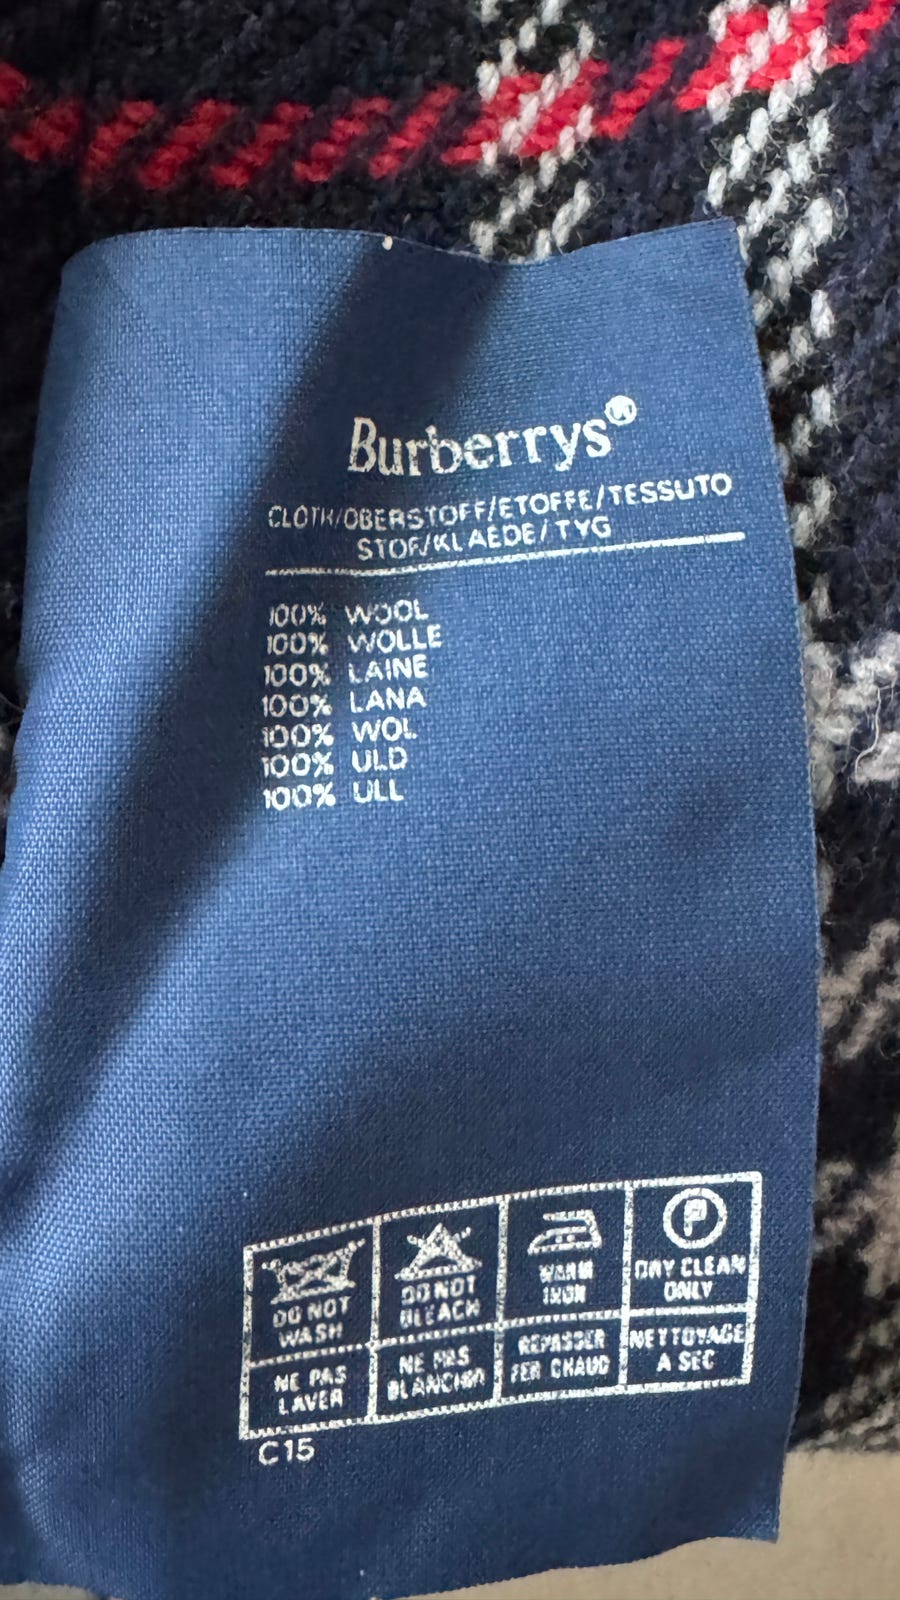 Burberrys®
CLOTH/OBERSTOFF/ETOFFE/TESSUTO
STOF/KLAEDE/TYG
100% WOOL
100% WOLLE
100% LAINE
100% LANA
100% WOL
100% ULD
100% ULL
P
DO NOT
WASH
DO NOT
BLEACH
WARM
IRON
DRY CLEAN
ONLY
NE PAS
LAVER
NE PAS
BLANCHIR
REPASSER
FER CHAUD
NETTOYAGE
A SEC
C15